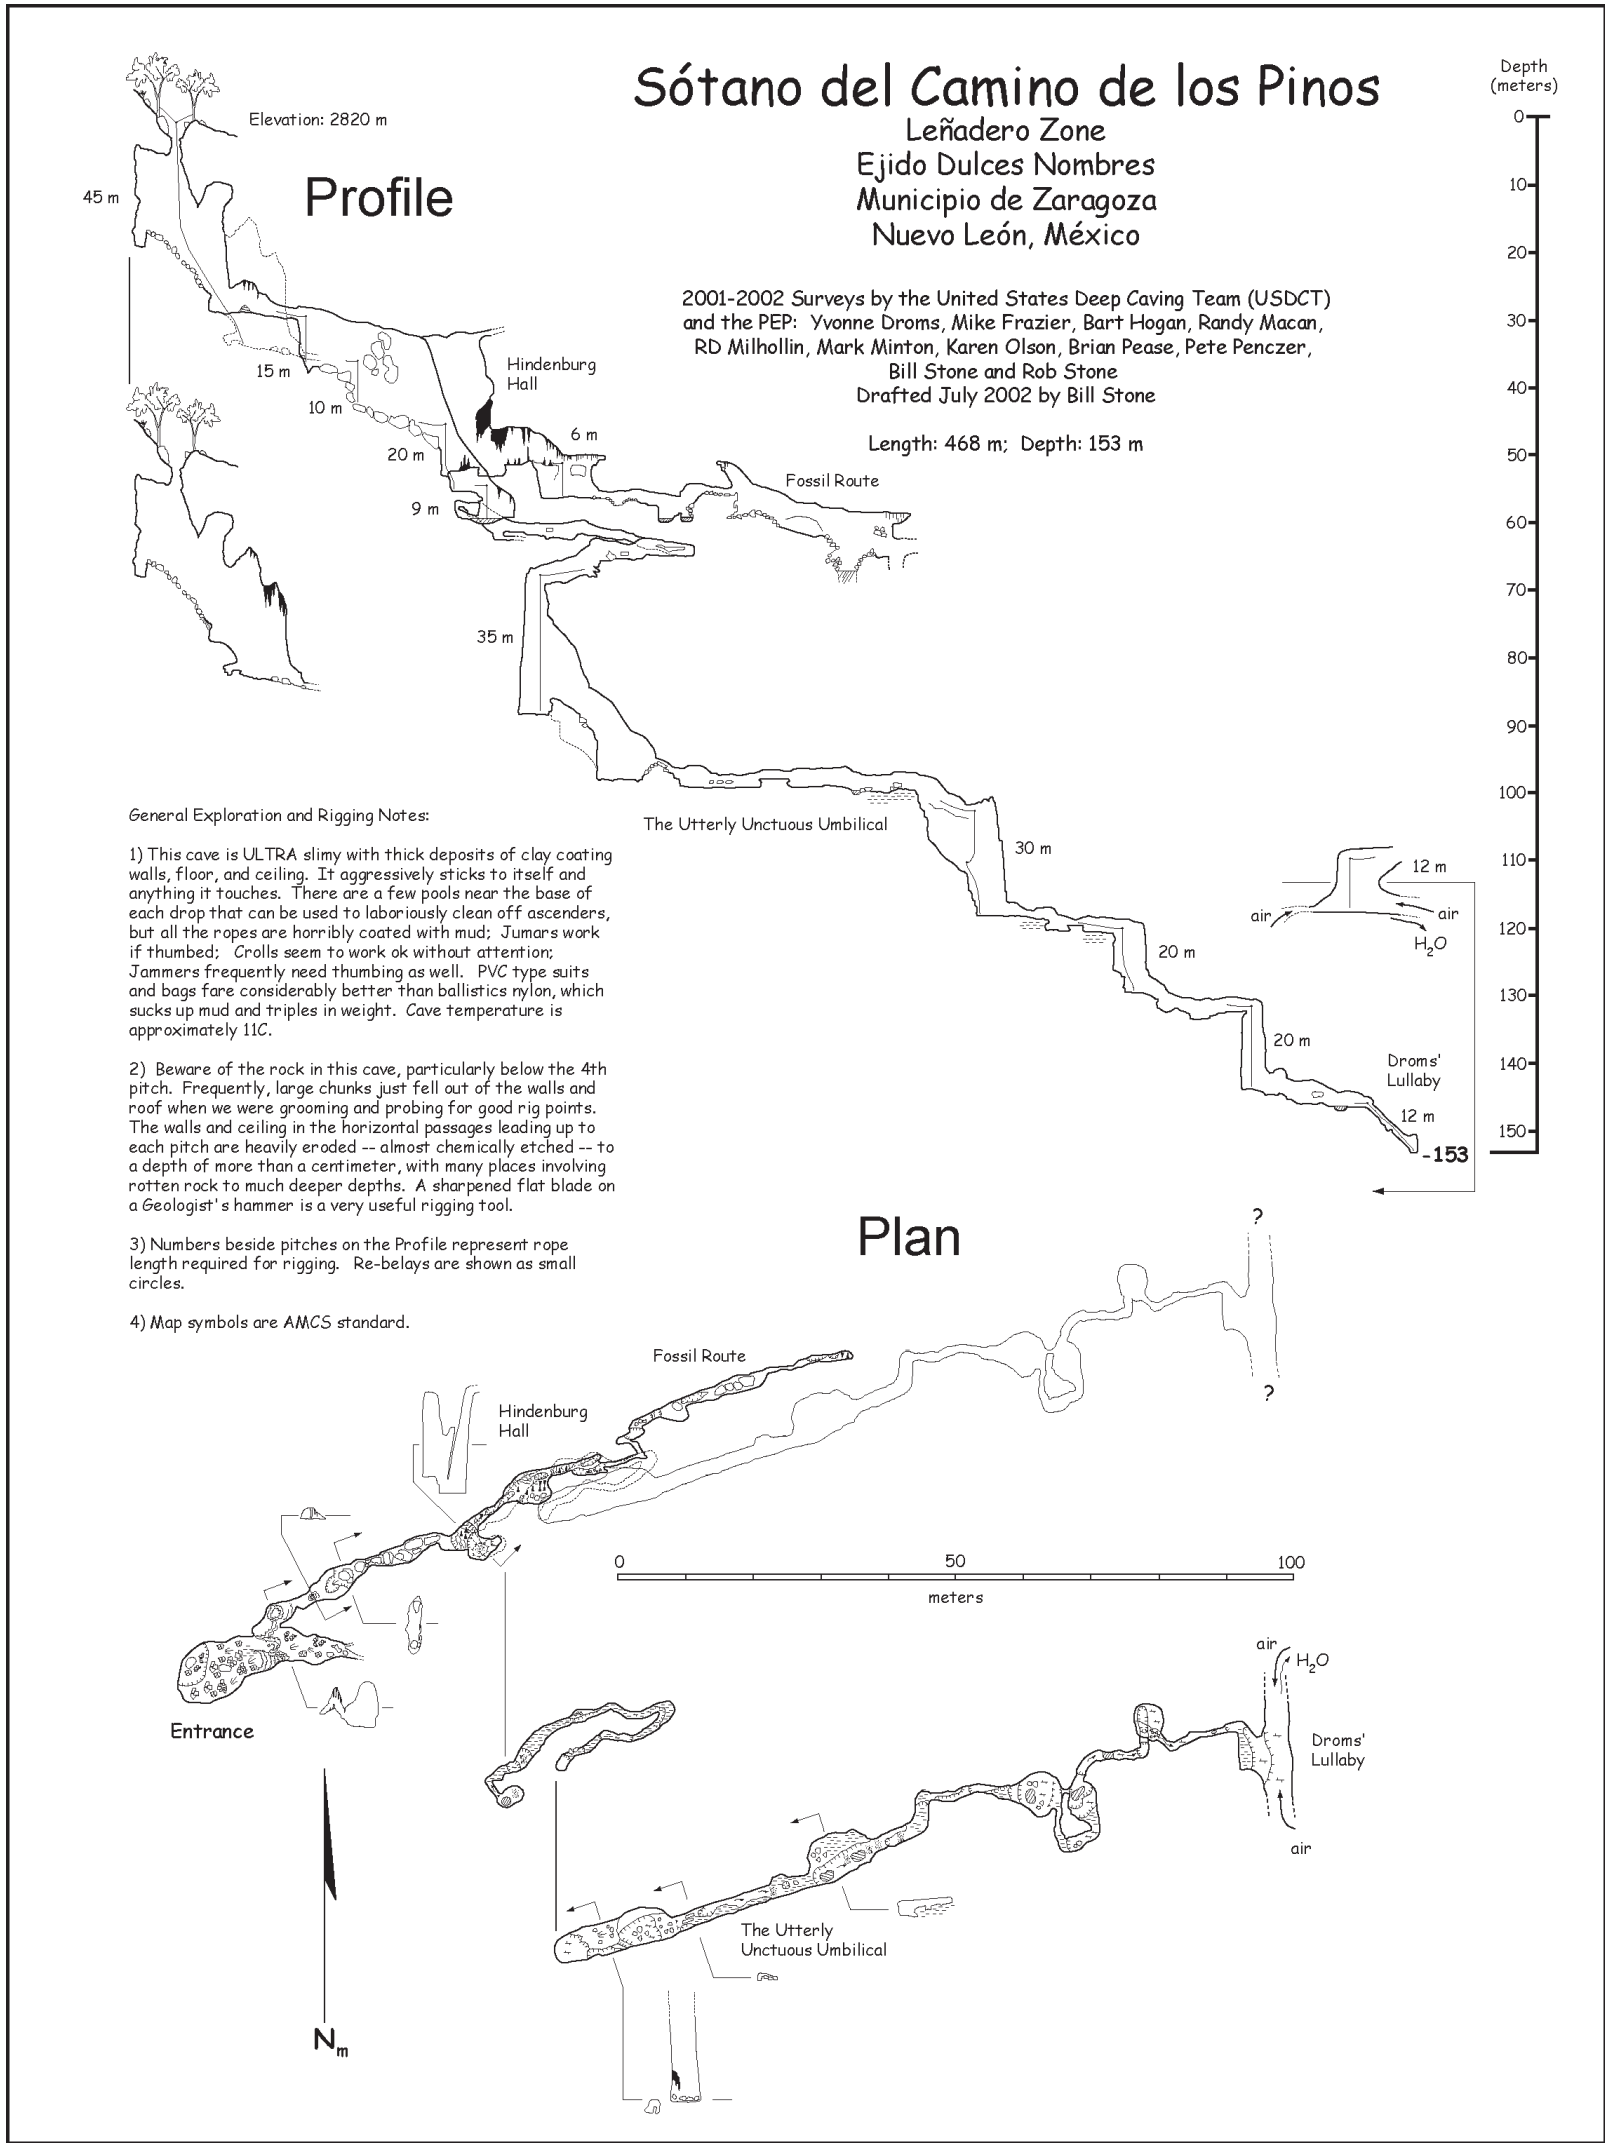 Sótano del Camino de los Pinos
Leñadero Zone
Ejido Dulces Nombres
Municipio de Zaragoza
Nuevo León, México
2001-2002 Surveys by the United States Deep Caving Team (USDCT)
and the PEP: Yvonne Droms, Mike Frazier, Bart Hogan, Randy Macan,
RD Milhollin, Mark Minton, Karen Olson, Brian Pease, Pete Penczer,
Bill Stone and Rob Stone
Drafted July 2002 by Bill Stone
Length: 468 m; Depth: 153 m
Depth
(meters)
0
10
20
30
40
50
60
70
80
90
100
110
120
130
140
150
Elevation: 2820 m
Profile
45 m
15 m
10 m
20 m
9 m
Hindenburg
Hall
6 m
Fossil Route
35 m
The Utterly Unctuous Umbilical
30 m
20 m
20 m
Droms'
Lullaby
12 m
-153
12 m
air
air
H2O
General Exploration and Rigging Notes:
1) This cave is ULTRA slimy with thick deposits of clay coating
walls, floor, and ceiling. It aggressively sticks to itself and
anything it touches. There are a few pools near the base of
each drop that can be used to laboriously clean off ascenders,
but all the ropes are horribly coated with mud; Jumars work
if thumbed; Crolls seem to work ok without attention;
Jammers frequently need thumbing as well. PVC type suits
and bags fare considerably better than ballistics nylon, which
sucks up mud and triples in weight. Cave temperature is
approximately 11C.
2) Beware of the rock in this cave, particularly below the 4th
pitch. Frequently, large chunks just fell out of the walls and
roof when we were grooming and probing for good rig points.
The walls and ceiling in the horizontal passages leading up to
each pitch are heavily eroded -- almost chemically etched -- to
a depth of more than a centimeter, with many places involving
rotten rock to much deeper depths. A sharpened flat blade on
a Geologist's hammer is a very useful rigging tool.
3) Numbers beside pitches on the Profile represent rope
length required for rigging. Re-belays are shown as small
circles.
4) Map symbols are AMCS standard.
Plan
?
?
Fossil Route
Hindenburg
Hall
0
50
100
meters
Entrance
air
H2O
Droms'
Lullaby
air
The Utterly
Unctuous Umbilical
Nm